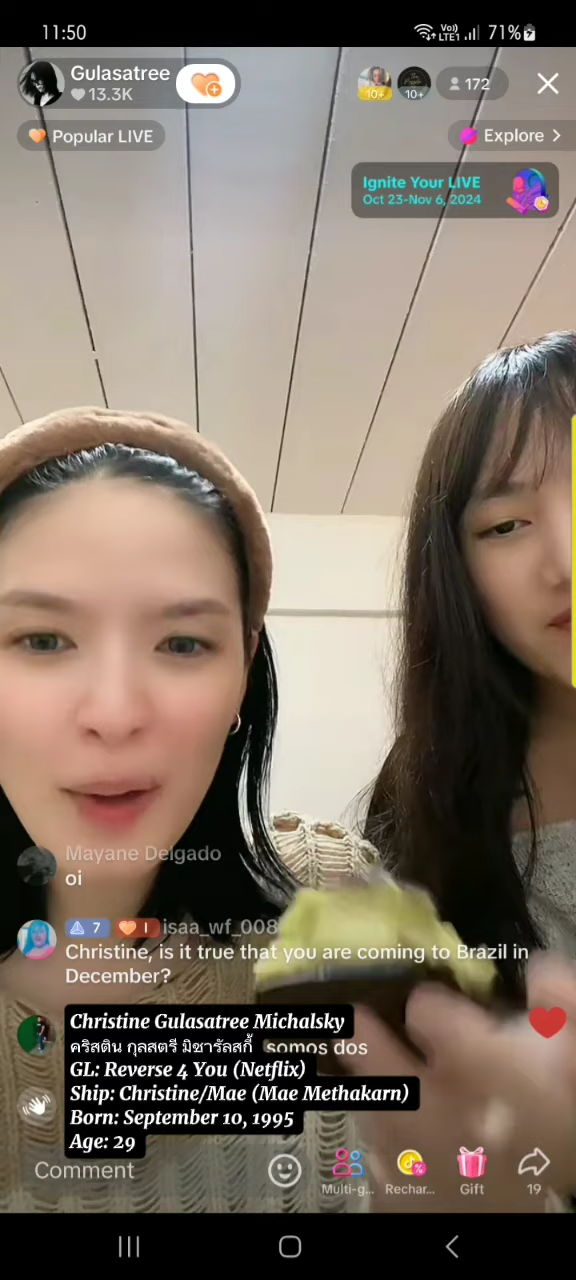 11:50
Vo)) LTE1 71%
Gulasatree
13.3K
10+ 10+ 172
Popular LIVE
Explore >
Ignite Your LIVE
Oct 23-Nov 6, 2024
Mayane Delgado
oi
7 I isaa_wf_008
Christine, is it true that you are coming to Brazil in
December?
Christine Gulasatree Michalsky
คริสติน กุลสตรี มิชารัลสกี้ somos dos
GL: Reverse 4 You (Netflix)
Ship: Christine/Mae (Mae Methakarn)
Born: September 10, 1995
Age: 29
Comment
Multi-g... Rechar... Gift 19